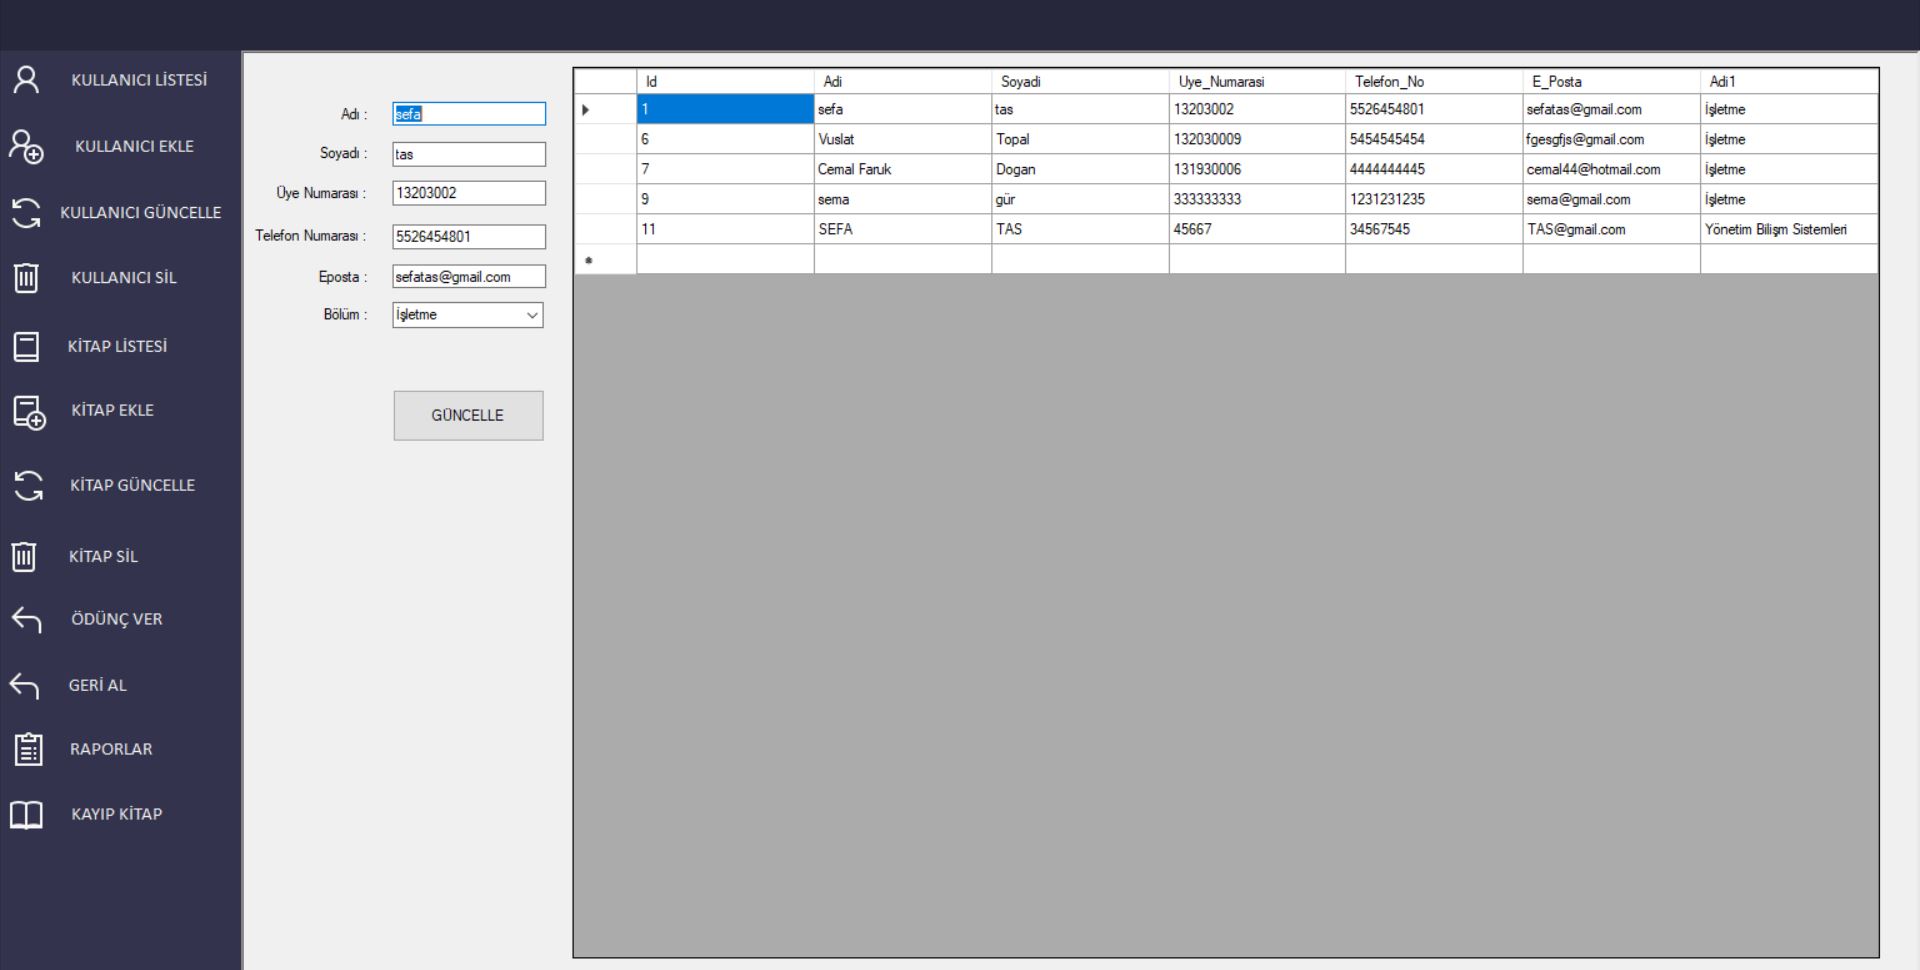 KULLANICI LİSTESİ
KULLANICI EKLE
KULLANICI GÜNCELLE
KULLANICI SİL
KİTAP LİSTESİ
KİTAP EKLE
KİTAP GÜNCELLE
KİTAP SİL
ÖDÜNÇ VER
GERİ AL
RAPORLAR
KAYIP KİTAP
Adı : sefa
Soyadı : tas
Üye Numarası : 13203002
Telefon Numarası : 5526454801
Eposta : sefatas@gmail.com
Bölüm : İşletme
GÜNCELLE
Id Adi Soyadi Uye_Numarasi Telefon_No E_Posta Adi1
1 sefa tas 13203002 5526454801 sefatas@gmail.com İşletme
6 Vuslat Topal 132030009 5454545454 fgesgfjs@gmail.com İşletme
7 Cemal Faruk Dogan 131930006 4444444445 cemal44@hotmail.com İşletme
9 sema gür 333333333 1231231235 sema@gmail.com İşletme
11 SEFA TAS 45667 34567545 TAS@gmail.com Yönetim Bilişm Sistemleri